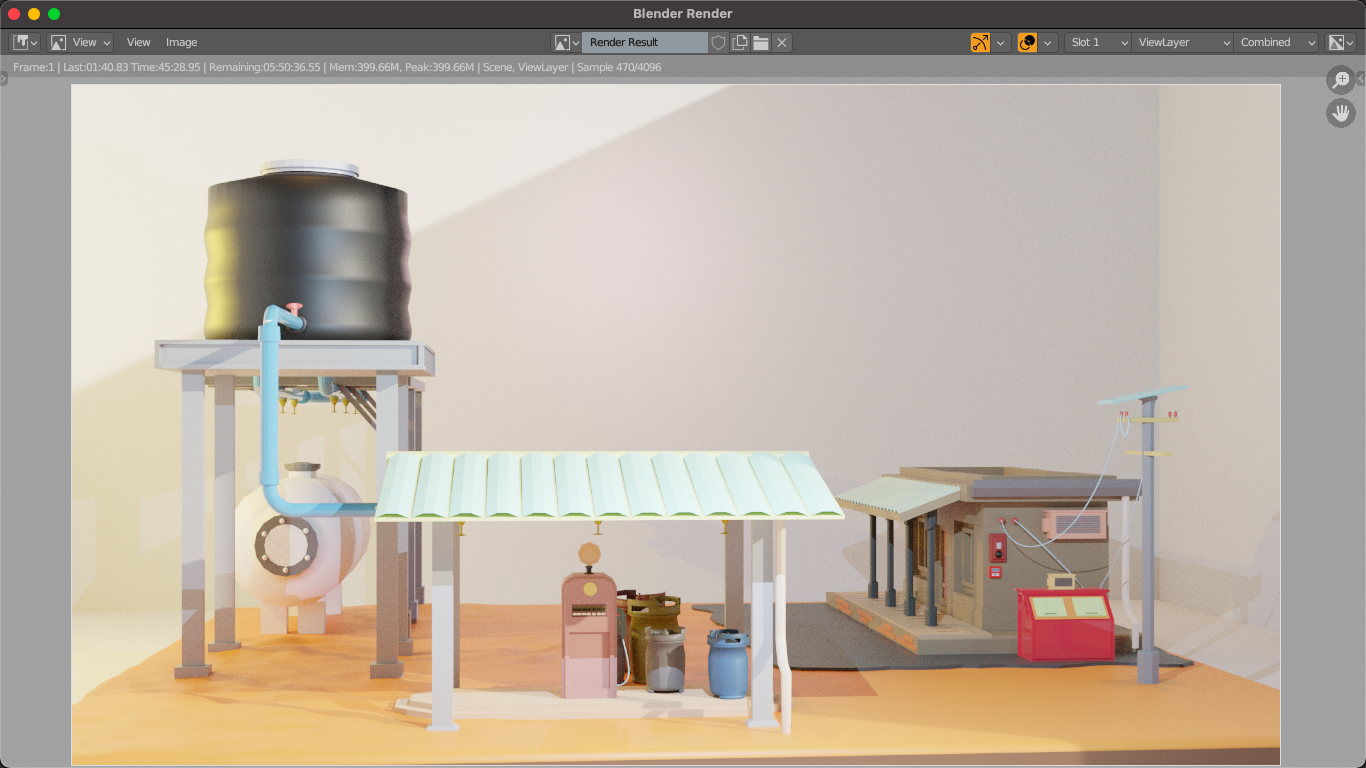 Blender Render
View View Image Render Result Slot 1 ViewLayer Combined
Frame:1 | Last:01:40.83 Time:45:28.95 | Remaining:05:50:36.55 | Mem:399.66M, Peak:399.66M | Scene, ViewLayer | Sample 470/4096